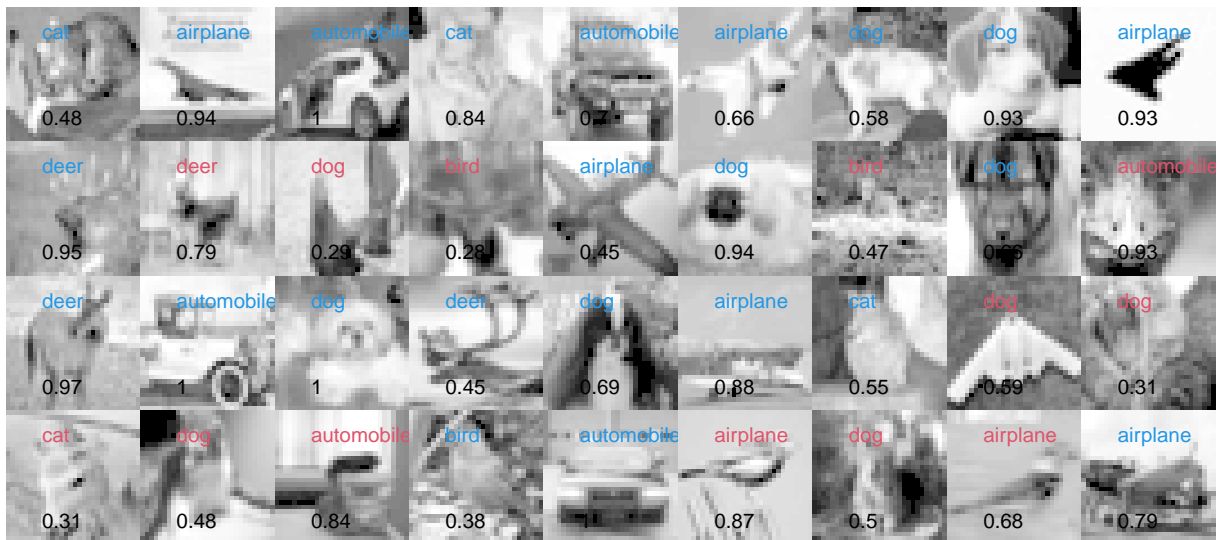 cat airplane automobile cat automobile airplane dog dog airplane
0.48 0.94 1 0.84 0.7 0.66 0.58 0.93 0.93
deer deer dog bird airplane dog bird dog automobile
0.95 0.79 0.29 0.28 0.45 0.94 0.47 0.66 0.93
deer automobile dog deer dog airplane cat dog dog
0.97 1 1 0.45 0.69 0.88 0.55 0.59 0.31
cat dog automobile bird automobile airplane dog airplane airplane
0.31 0.48 0.84 0.38 1 0.87 0.5 0.68 0.79